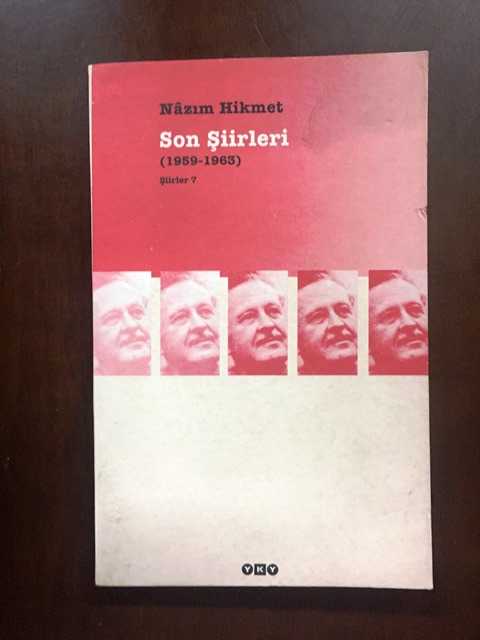 Nâzım Hikmet
Son Şiirleri
(1959-1963)
Şiirler 7
YKY